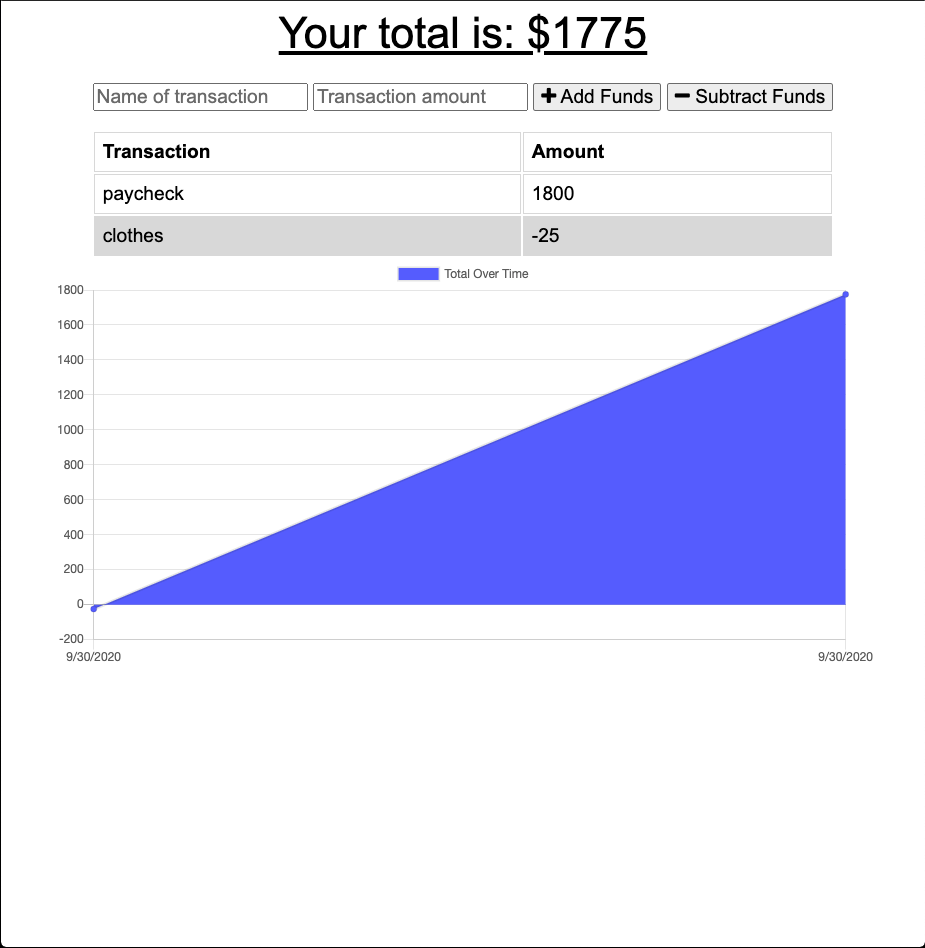 Your total is: $1775
Name of transaction Transaction amount Add Funds Subtract Funds
Transaction Amount
paycheck 1800
clothes -25
Total Over Time
1800
1600
1400
1200
1000
800
600
400
200
0
-200
9/30/2020 9/30/2020